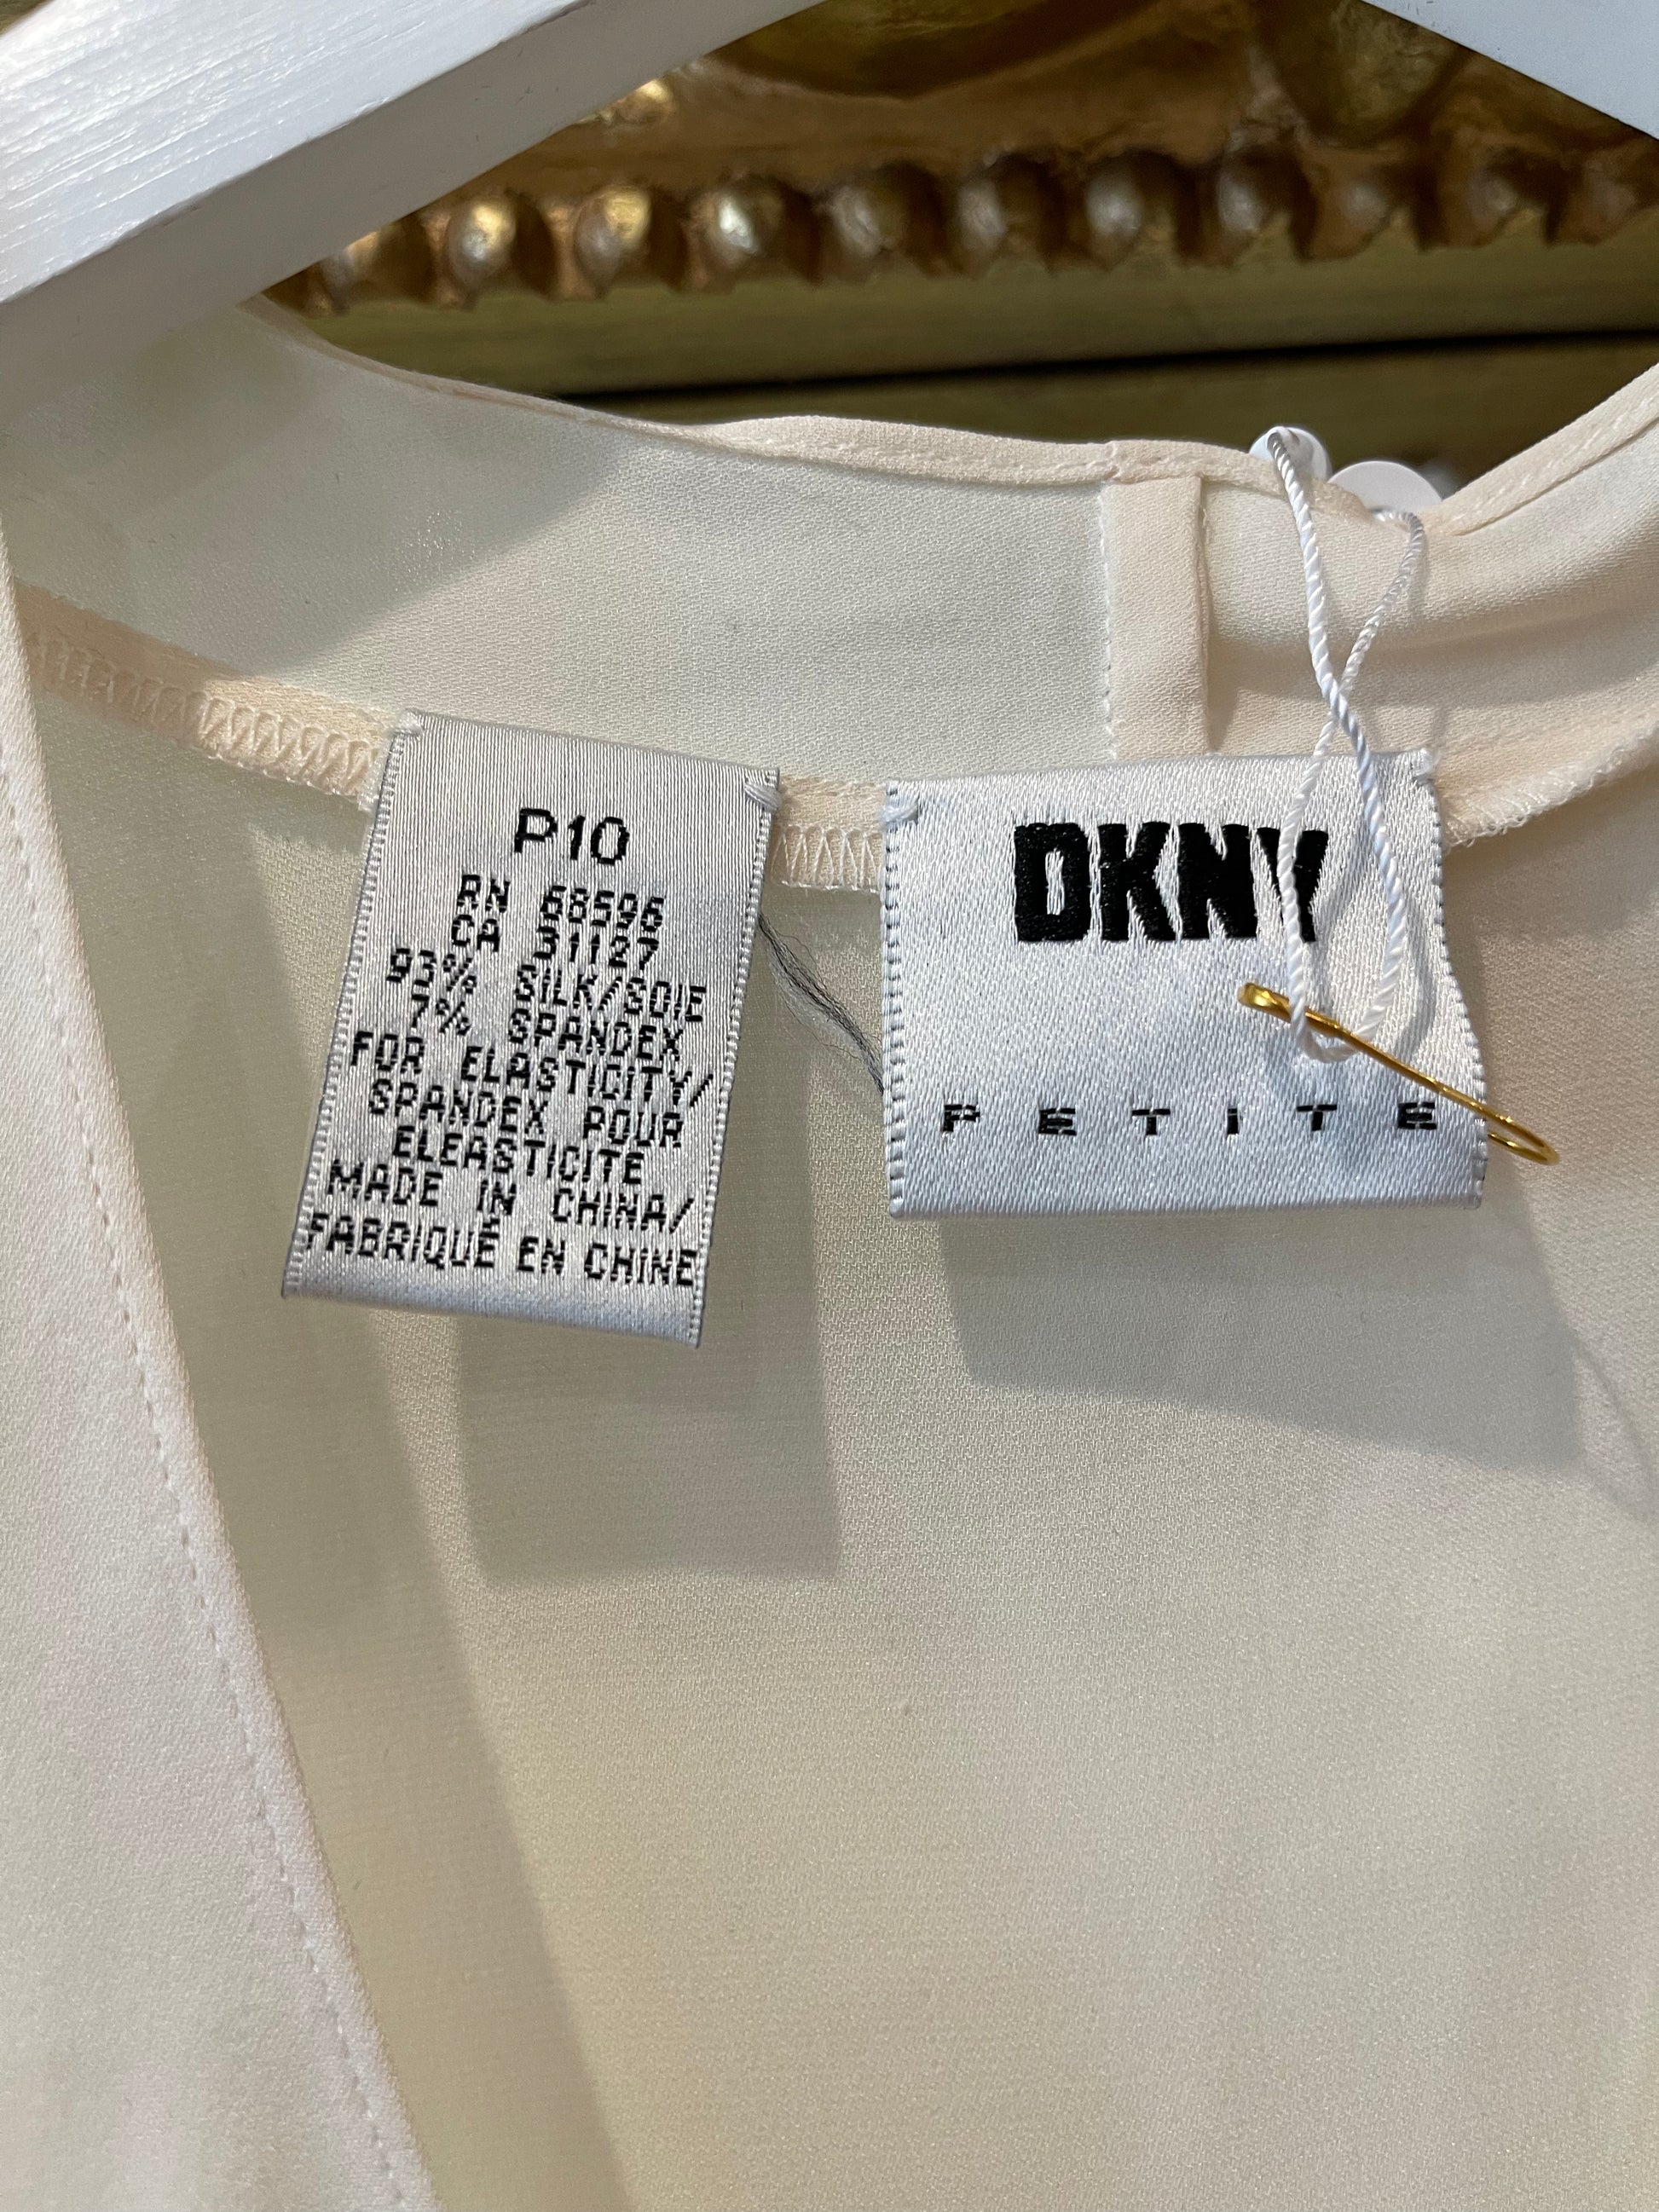 P10
RN 68596
CA 31127
93% SILK/SOIE
7% SPANDEX
FOR ELASTICITY/
SPANDEX POUR
ELEASTICITE
MADE IN CHINA/
FABRIQUÉ EN CHINE
DKNY
PETITE